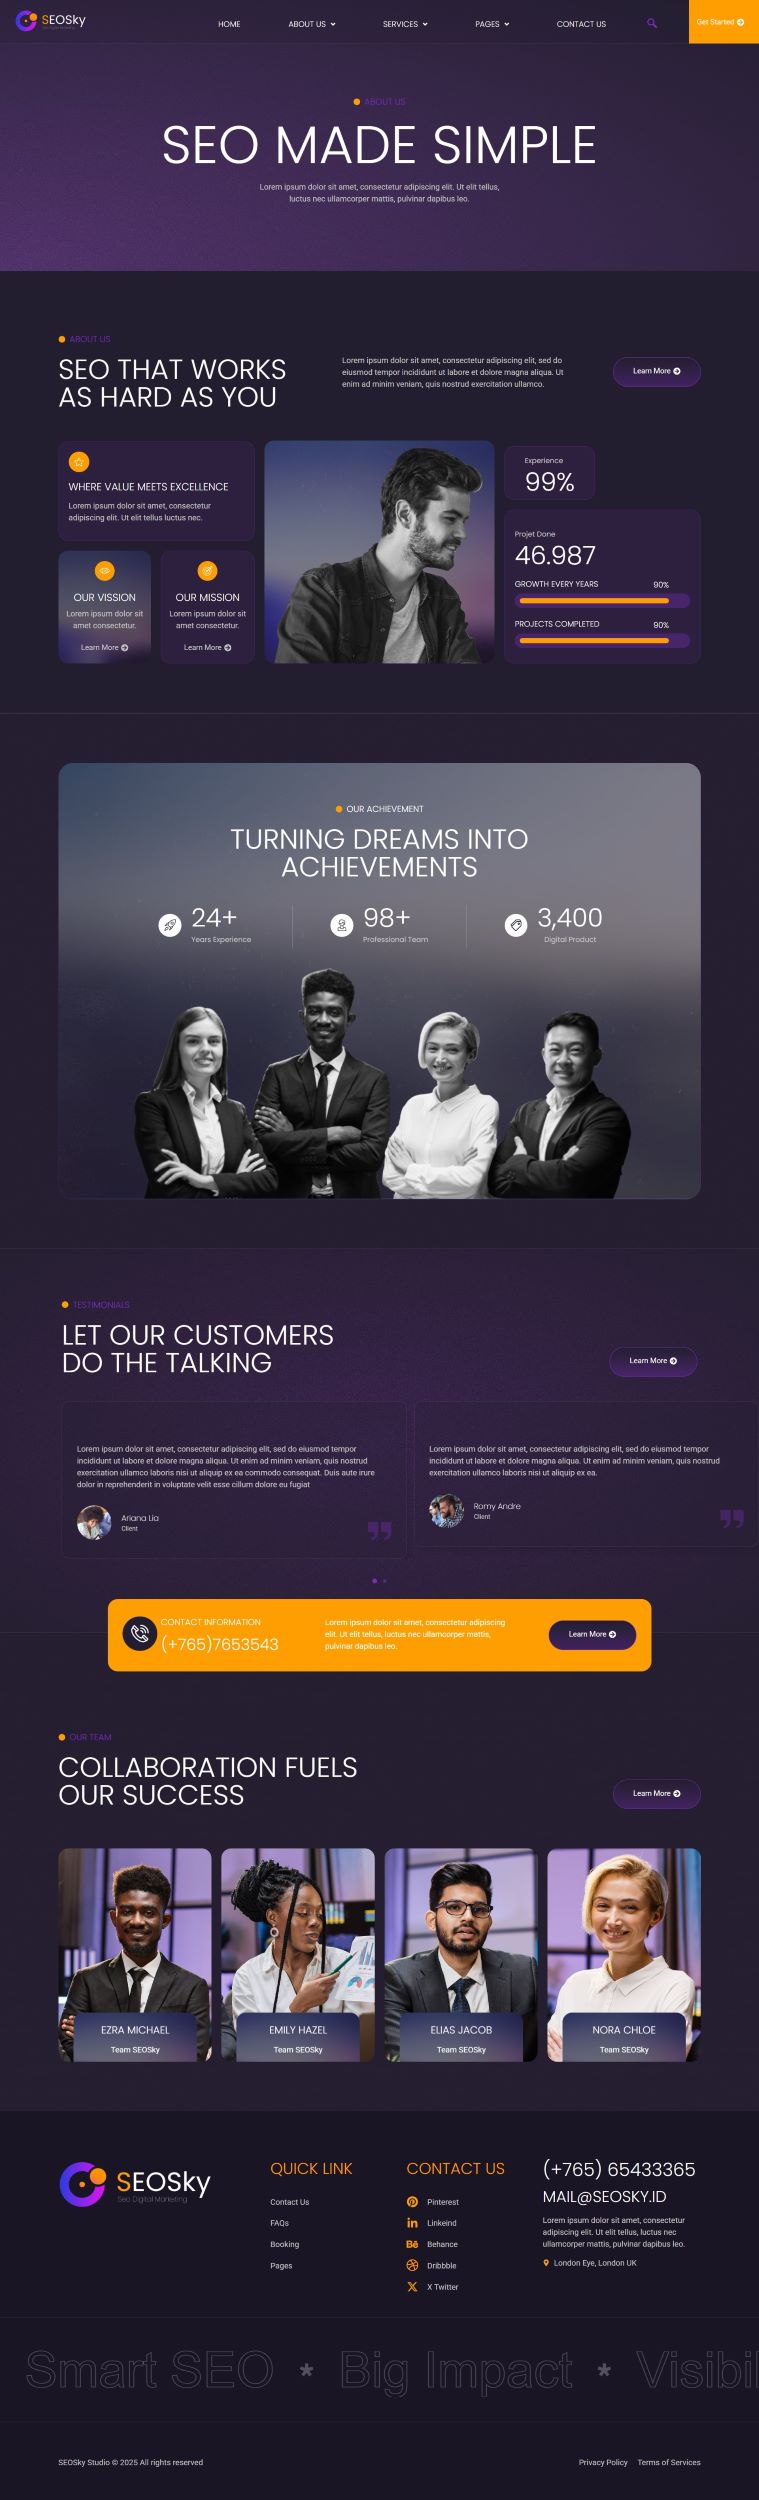 SEOSky
HOME
ABOUT US
SERVICES
PAGES
CONTACT US
Get Started
ABOUT US
SEO MADE SIMPLE
Lorem ipsum dolor sit amet, consectetur adipiscing elit. Ut elit tellus,
luctus nec ullamcorper mattis, pulvinar dapibus leo.
ABOUT US
SEO THAT WORKS
AS HARD AS YOU
Lorem ipsum dolor sit amet, consectetur adipiscing elit, sed do
eiusmod tempor incididunt ut labore et dolore magna aliqua. Ut
enim ad minim veniam, quis nostrud exercitation ullamco.
Learn More
WHERE VALUE MEETS EXCELLENCE
Lorem ipsum dolor sit amet, consectetur
adipiscing elit. Ut elit tellus luctus nec.
OUR VISSION
Lorem ipsum dolor sit
amet consectetur.
Learn More
OUR MISSION
Lorem ipsum dolor sit
amet consectetur.
Learn More
Experience
99%
Projet Done
46.987
GROWTH EVERY YEARS 90%
PROJECTS COMPLETED 90%
OUR ACHIEVEMENT
TURNING DREAMS INTO
ACHIEVEMENTS
24+
Years Experience
98+
Professional Team
3,400
Digital Product
TESTIMONIALS
LET OUR CUSTOMERS
DO THE TALKING
Learn More
Lorem ipsum dolor sit amet, consectetur adipiscing elit, sed do eiusmod tempor
incididunt ut labore et dolore magna aliqua. Ut enim ad minim veniam, quis nostrud
exercitation ullamco laboris nisi ut aliquip ex ea commodo consequat. Duis aute irure
dolor in reprehenderit in voluptate velit esse cillum dolore eu fugiat
Ariana Lia
Client
Lorem ipsum dolor sit amet, consectetur adipiscing elit, sed do eiusmod tempor
incididunt ut labore et dolore magna aliqua. Ut enim ad minim veniam, quis nostrud
exercitation ullamco laboris nisi ut aliquip ex ea.
Romy Andre
Client
CONTACT INFORMATION
(+765)7653543
Lorem ipsum dolor sit amet, consectetur adipiscing
elit. Ut elit tellus, luctus nec ullamcorper mattis,
pulvinar dapibus leo.
Learn More
OUR TEAM
COLLABORATION FUELS
OUR SUCCESS
Learn More
EZRA MICHAEL
Team SEOSky
EMILY HAZEL
Team SEOSky
ELIAS JACOB
Team SEOSky
NORA CHLOE
Team SEOSky
SEOSky
Seo Digital Marketing
QUICK LINK
Contact Us
FAQs
Booking
Pages
CONTACT US
Pinterest
Linkeind
Behance
Dribbble
X Twitter
(+765) 65433365
MAIL@SEOSKY.ID
Lorem ipsum dolor sit amet, consectetur
adipiscing elit. Ut elit tellus, luctus nec
ullamcorper mattis, pulvinar dapibus leo.
London Eye, London UK
Smart SEO * Big Impact * Visibil
SEOSky Studio © 2025 All rights reserved
Privacy Policy
Terms of Services